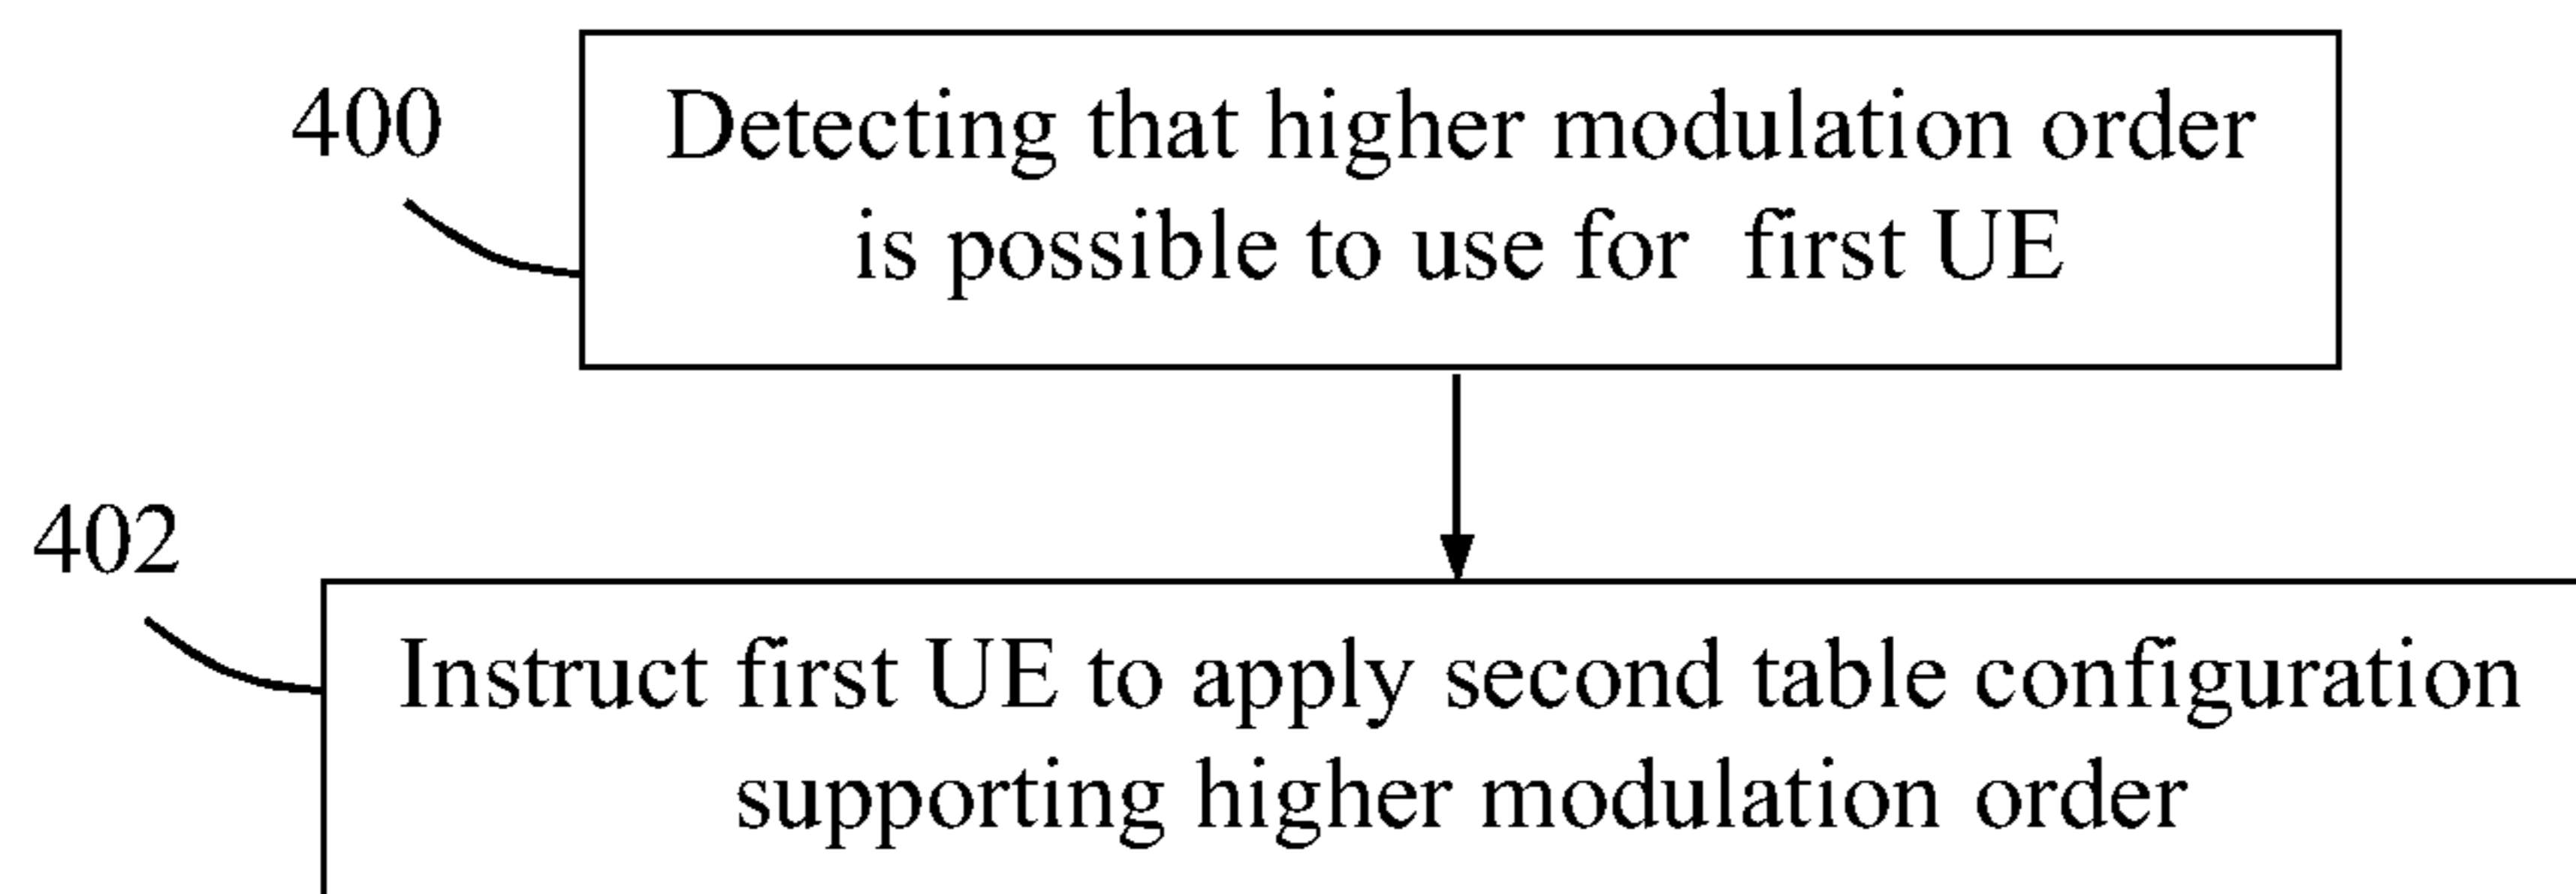 400
Detecting that higher modulation order
is possible to use for first UE
402
Instruct first UE to apply second table configuration
supporting higher modulation order